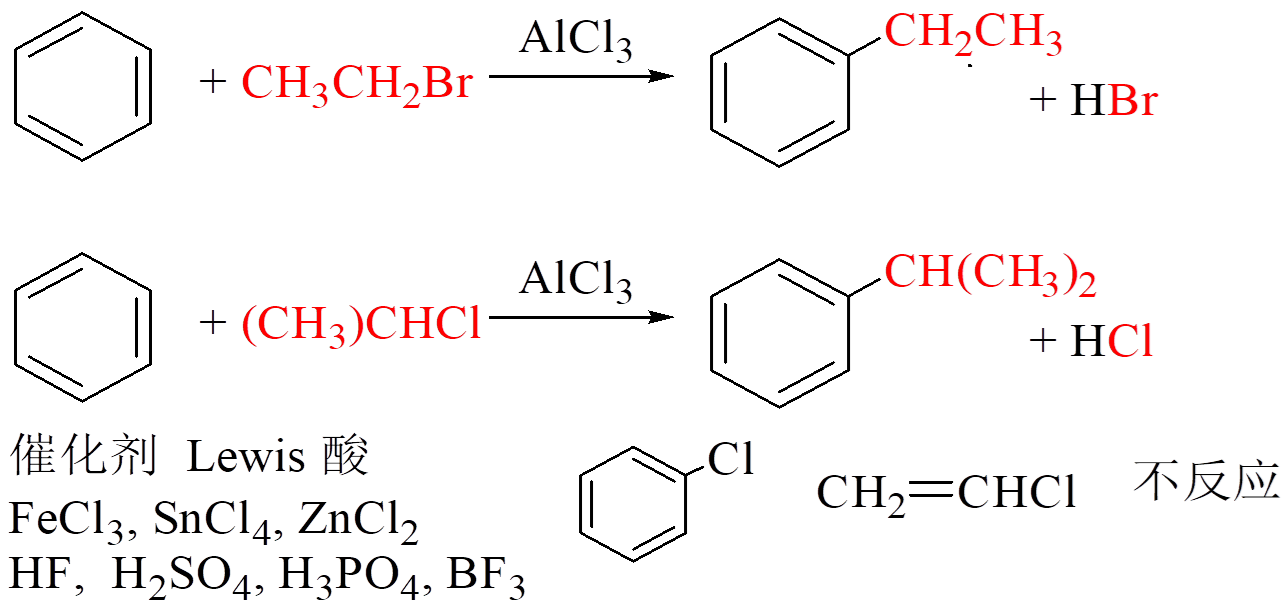 AlCl3
+ CH3CH2Br
CH2CH3
+ HBr
AlCl3
+ (CH3)CHCl
CH(CH3)2
+ HCl
催化剂 Lewis 酸
FeCl3, SnCl4, ZnCl2
HF, H2SO4, H3PO4, BF3
Cl
CH2=CHCl
不反应